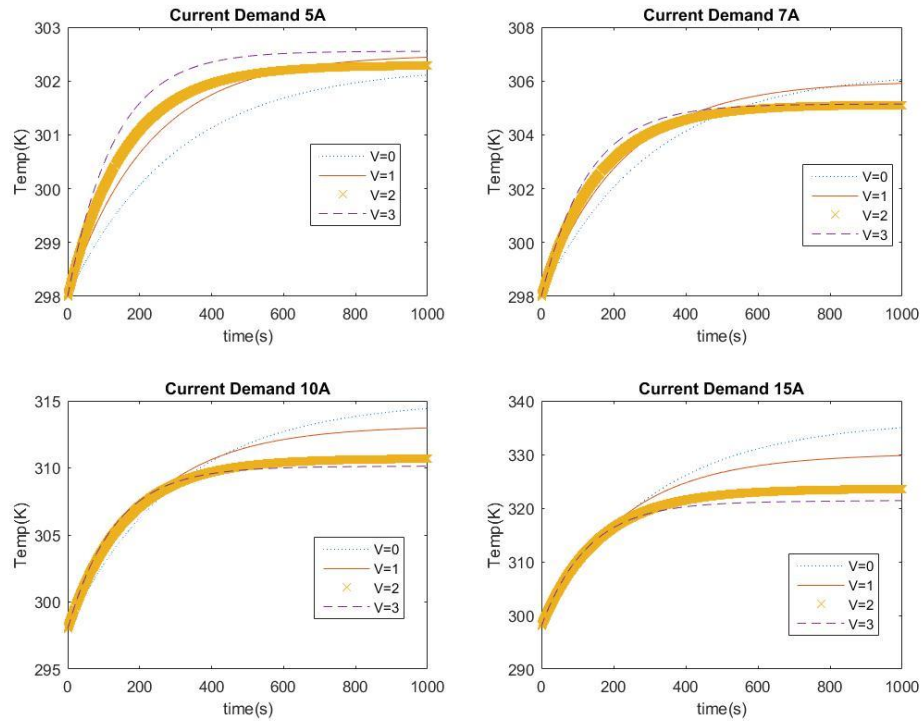 Current Demand 5A
303
302
301
300
299
298
0 200 400 600 800 1000
Temp(K)
time(s)
V=0
V=1
V=2
V=3
Current Demand 7A
308
306
304
302
300
298
0 200 400 600 800 1000
Temp(K)
time(s)
V=0
V=1
V=2
V=3
Current Demand 10A
315
310
305
300
295
0 200 400 600 800 1000
Temp(K)
time(s)
V=0
V=1
V=2
V=3
Current Demand 15A
340
330
320
310
300
290
0 200 400 600 800 1000
Temp(K)
time(s)
V=0
V=1
V=2
V=3